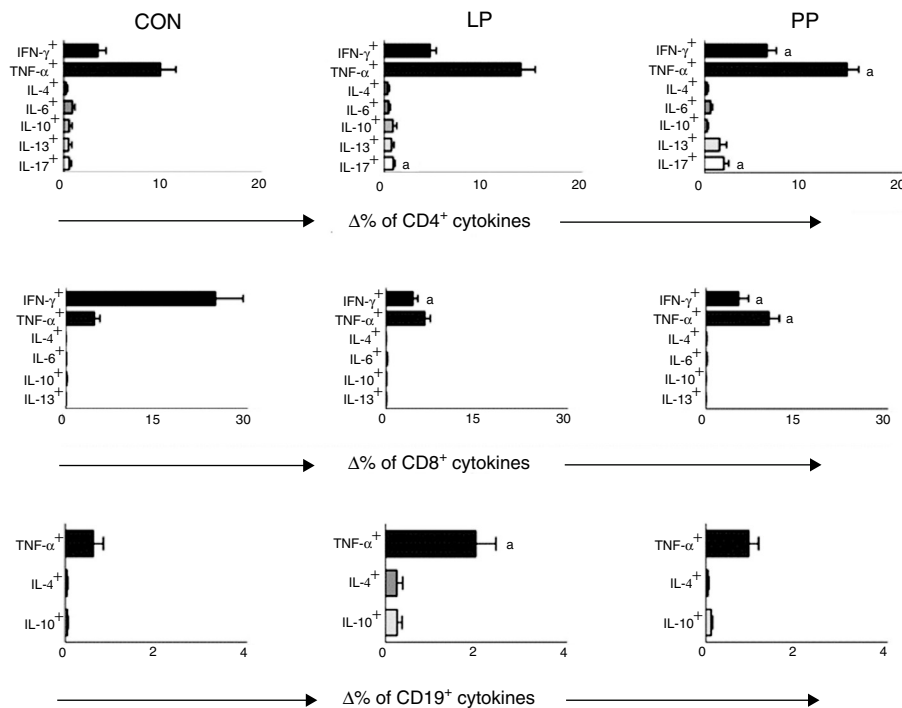 CON LP PP
IFN-γ+ IFN-γ+ IFN-γ+ a
TNF-α+ TNF-α+ TNF-α+ a
IL-4+ IL-4+ IL-4+
IL-6+ IL-6+ IL-6+
IL-10+ IL-10+ IL-10+
IL-13+ IL-13+ IL-13+
IL-17+ IL-17+ a IL-17+ a
0 10 20 0 10 20 0 10 20
Δ% of CD4+ cytokines
IFN-γ+ IFN-γ+ a IFN-γ+ a
TNF-α+ TNF-α+ TNF-α+ a
IL-4+ IL-4+ IL-4+
IL-6+ IL-6+ IL-6+
IL-10+ IL-10+ IL-10+
IL-13+ IL-13+ IL-13+
0 15 30 0 15 30 0 15 30
Δ% of CD8+ cytokines
TNF-α+ TNF-α+ a TNF-α+
IL-4+ IL-4+ IL-4+
IL-10+ IL-10+ IL-10+
0 2 4 0 2 4 0 2 4
Δ% of CD19+ cytokines